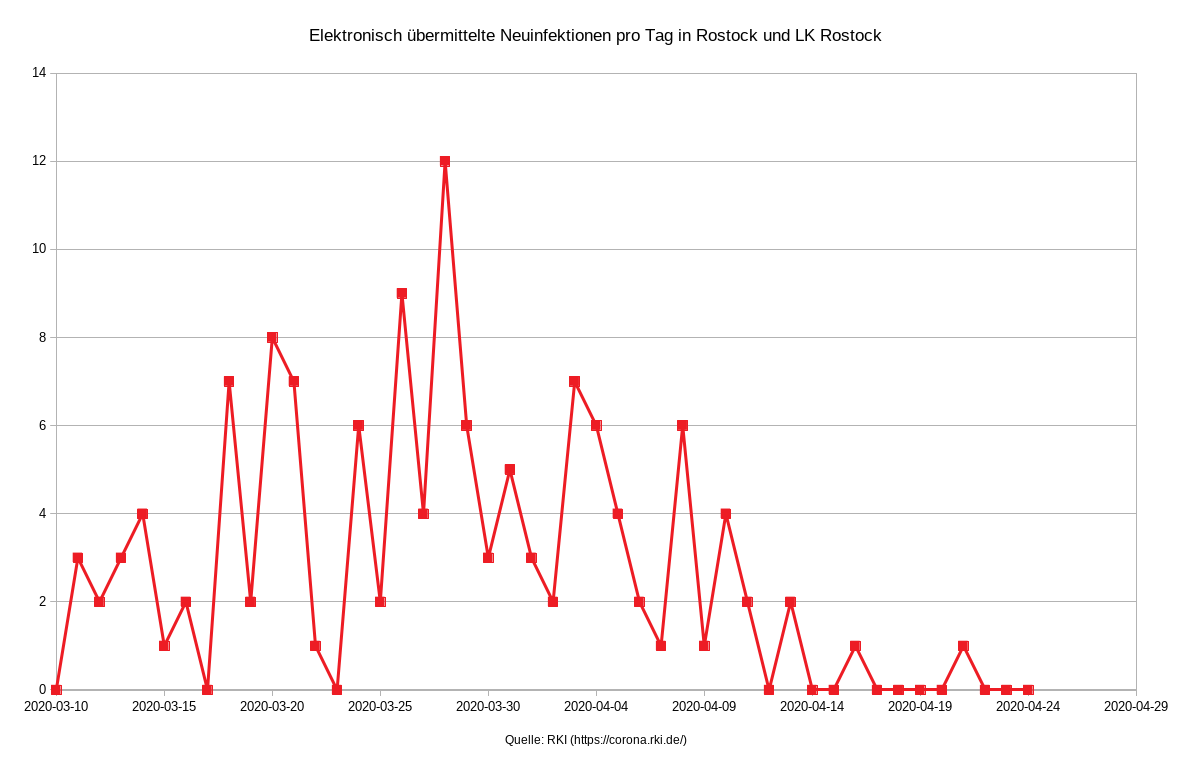 Elektronisch übermittelte Neuinfektionen pro Tag in Rostock und LK Rostock
14
12
10
8
6
4
2
0
2020-03-10 2020-03-15 2020-03-20 2020-03-25 2020-03-30 2020-04-04 2020-04-09 2020-04-14 2020-04-19 2020-04-24 2020-04-29
Quelle: RKI (https://corona.rki.de/)